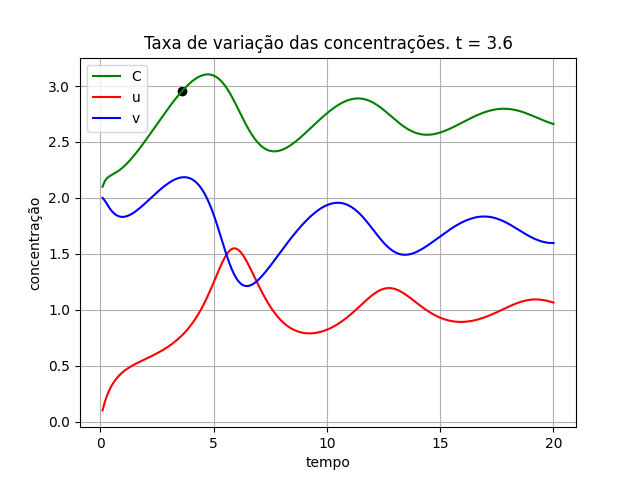 Taxa de variação das concentrações. t = 3.6
C
u
v
concentração
3.0
2.5
2.0
1.5
1.0
0.5
0.0
0 5 10 15 20
tempo